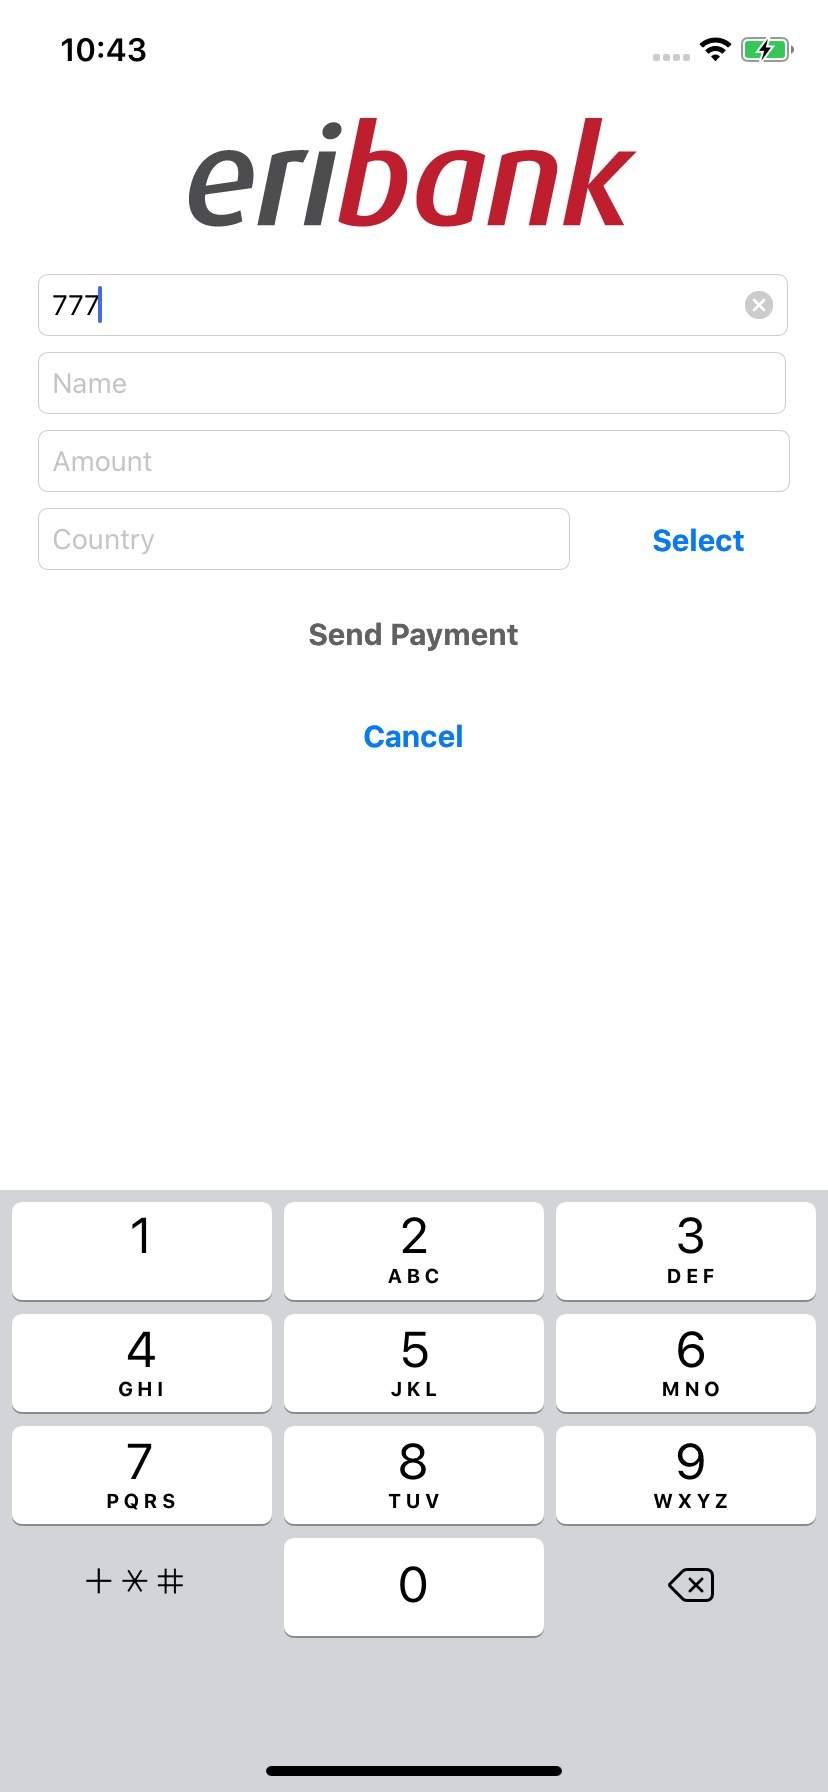 10:43
eribank
777
Name
Amount
Country
Select
Send Payment
Cancel
1
2
ABC
3
DEF
4
GHI
5
JKL
6
MNO
7
PQRS
8
TUV
9
WXYZ
+*#
0